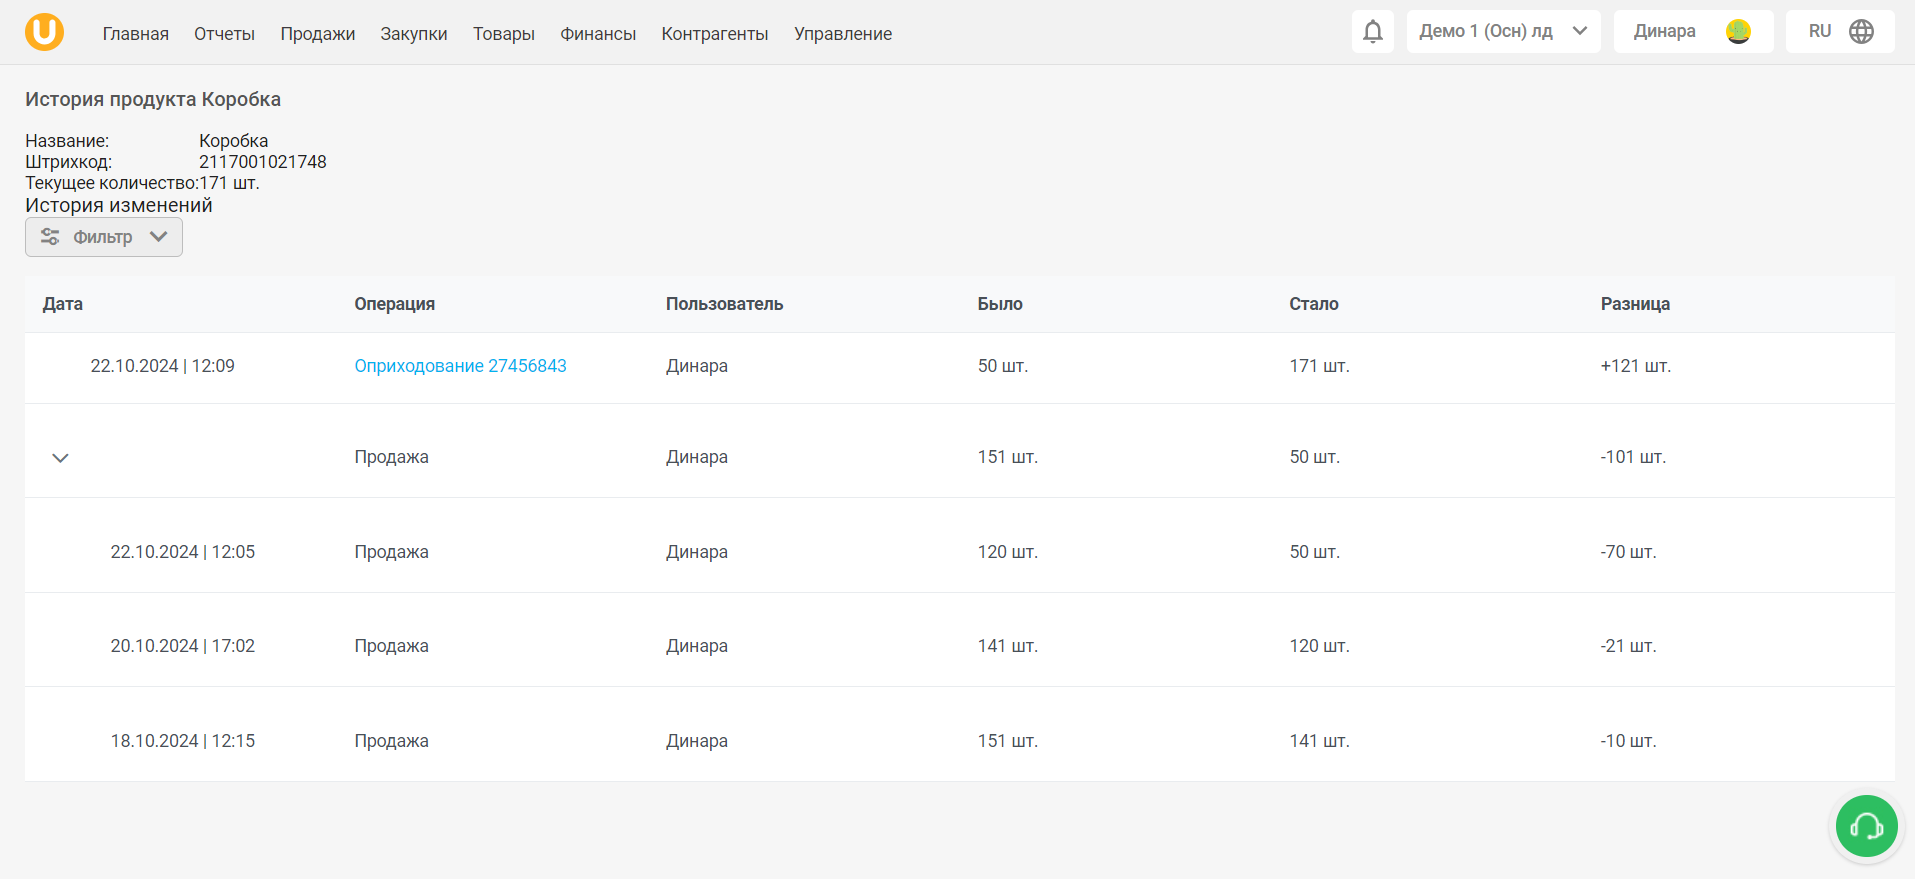 Главная Отчеты Продажи Закупки Товары Финансы Контрагенты Управление Демо 1 (Осн) лд Динара RU
История продукта Коробка
Название: Коробка
Штрихкод: 2117001021748
Текущее количество:171 шт.
История изменений
Фильтр
Дата Операция Пользователь Было Стало Разница
22.10.2024 | 12:09 Оприходование 27456843 Динара 50 шт. 171 шт. +121 шт.
Продажа Динара 151 шт. 50 шт. -101 шт.
22.10.2024 | 12:05 Продажа Динара 120 шт. 50 шт. -70 шт.
20.10.2024 | 17:02 Продажа Динара 141 шт. 120 шт. -21 шт.
18.10.2024 | 12:15 Продажа Динара 151 шт. 141 шт. -10 шт.